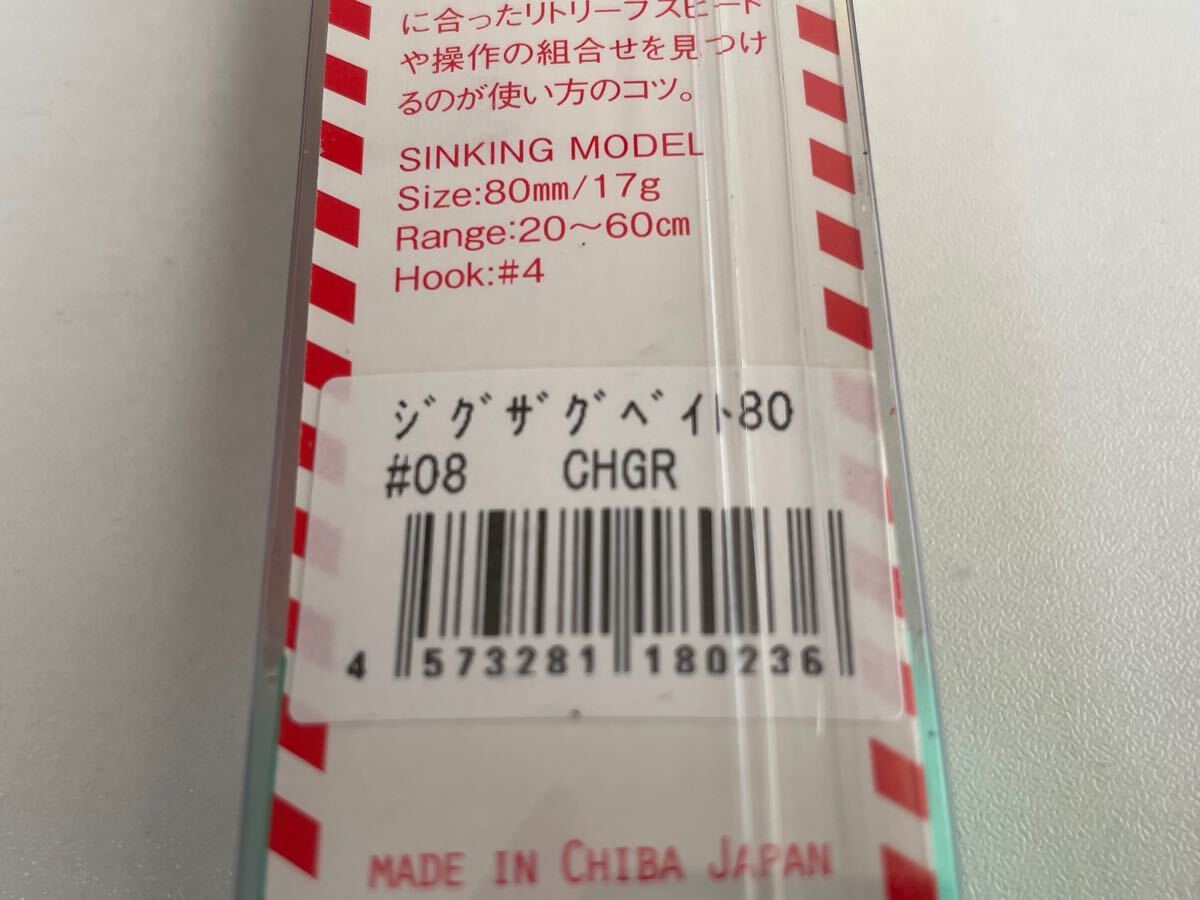 に合ったリトリーブスピード
や操作の組合せを見つけ
るのが使い方のコツ。
SINKING MODEL
Size:80mm/17g
Range:20〜60cm
Hook:#4
ｼﾞｸﾞｻﾞｸﾞﾍﾞｲﾄ80
#08 CHGR
4 573281 180236
MADE IN CHIBA JAPAN